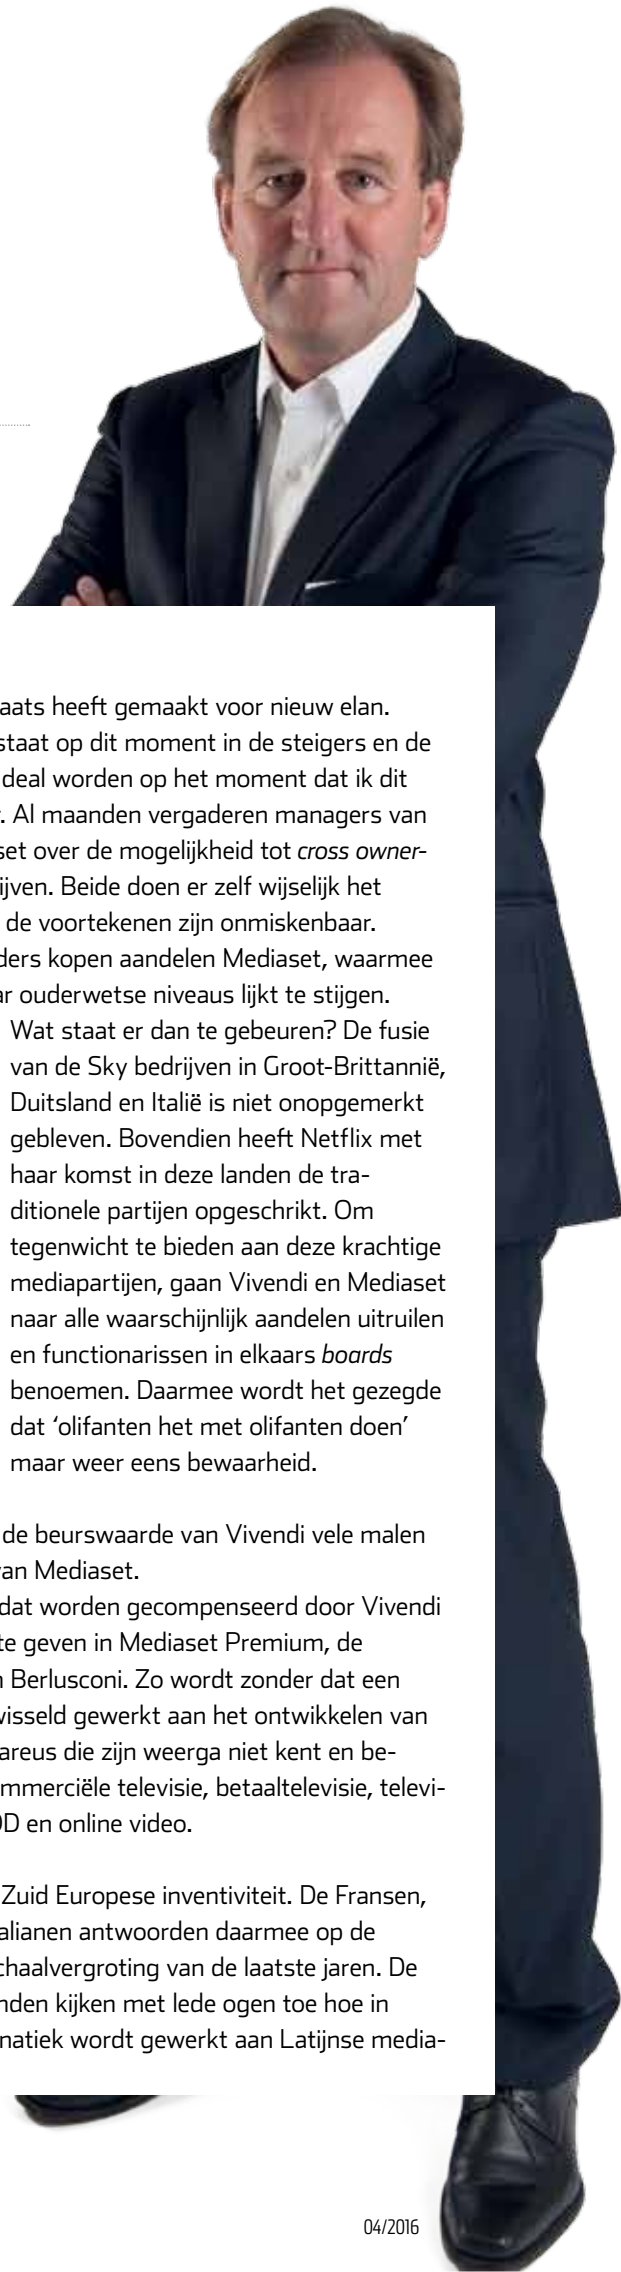 aats heeft gemaakt voor nieuw elan.
staat op dit moment in de steigers en de
deal worden op het moment dat ik dit
. Al maanden vergaderen managers van
set over de mogelijkheid tot cross owner-
ijven. Beide doen er zelf wijselijk het
de voortekenen zijn onmiskenbaar.
ders kopen aandelen Mediaset, waarmee
ar ouderwetse niveaus lijkt te stijgen.
Wat staat er dan te gebeuren? De fusie
van de Sky bedrijven in Groot-Brittannië,
Duitsland en Italië is niet onopgemerkt
gebleven. Bovendien heeft Netflix met
haar komst in deze landen de tra-
ditionele partijen opgeschrikt. Om
tegenwicht te bieden aan deze krachtige
mediapartijen, gaan Vivendi en Mediaset
naar alle waarschijnlijk aandelen uitruilen
en functionarissen in elkaars boards
benoemen. Daarmee wordt het gezegde
dat ‘olifanten het met olifanten doen’
maar weer eens bewaarheid.
de beurswaarde van Vivendi vele malen
van Mediaset.
dat worden gecompenseerd door Vivendi
te geven in Mediaset Premium, de
n Berlusconi. Zo wordt zonder dat een
wisseld gewerkt aan het ontwikkelen van
areus die zijn weerga niet kent en be-
mmerciële televisie, betaaltelevisie, televi-
OD en online video.
Zuid Europese inventiviteit. De Fransen,
alianen antwoorden daarmee op de
chaalvergroting van de laatste jaren. De
nden kijken met lede ogen toe hoe in
natiek wordt gewerkt aan Latijnse media-
04/2016